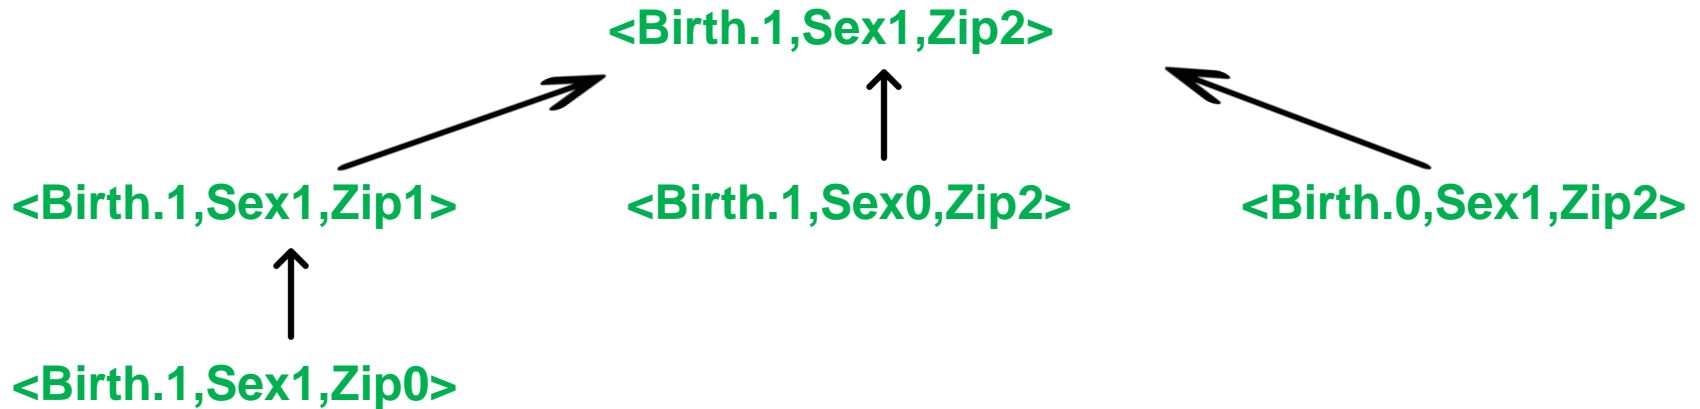 <Birth.1,Sex1,Zip2>
<Birth.1,Sex1,Zip1> <Birth.1,Sex0,Zip2> <Birth.0,Sex1,Zip2>
<Birth.1,Sex1,Zip0>